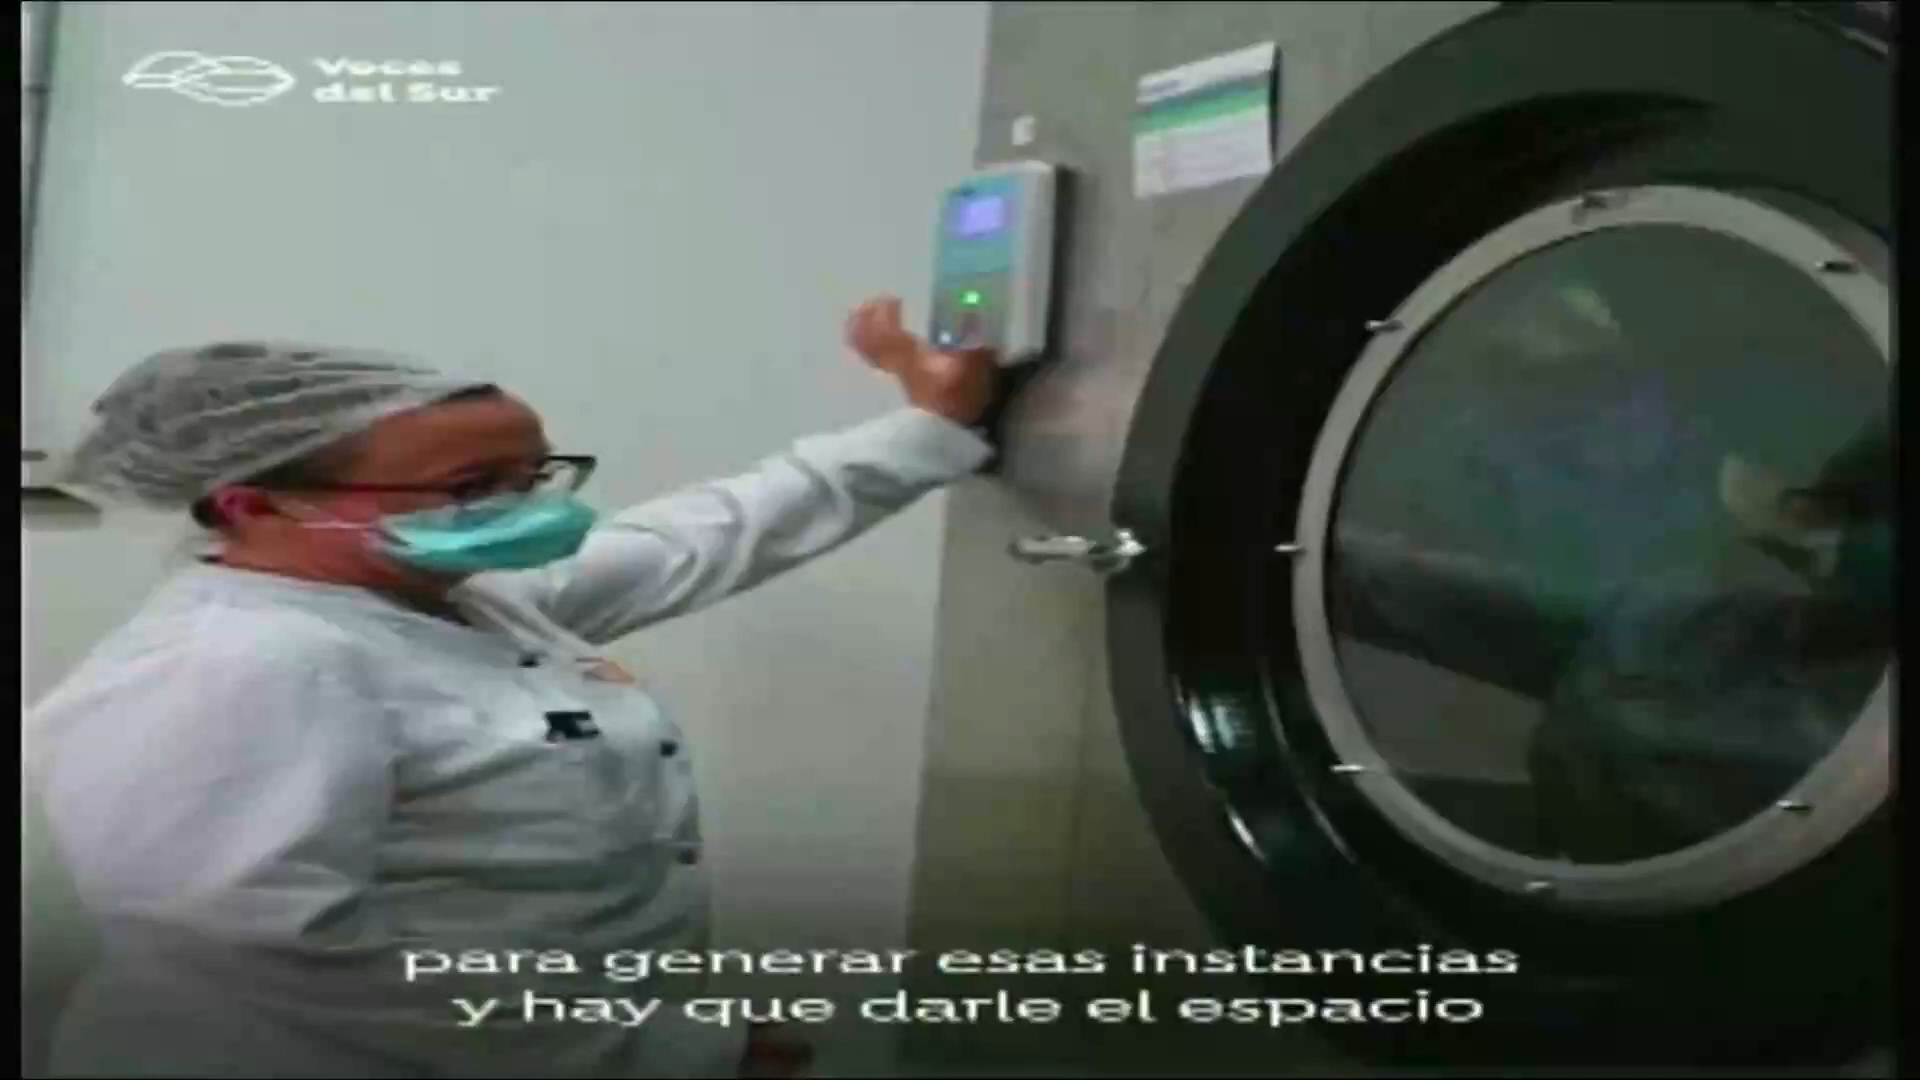 Voces
del Sur
para generar esas instancias
y hay que darle el espacio